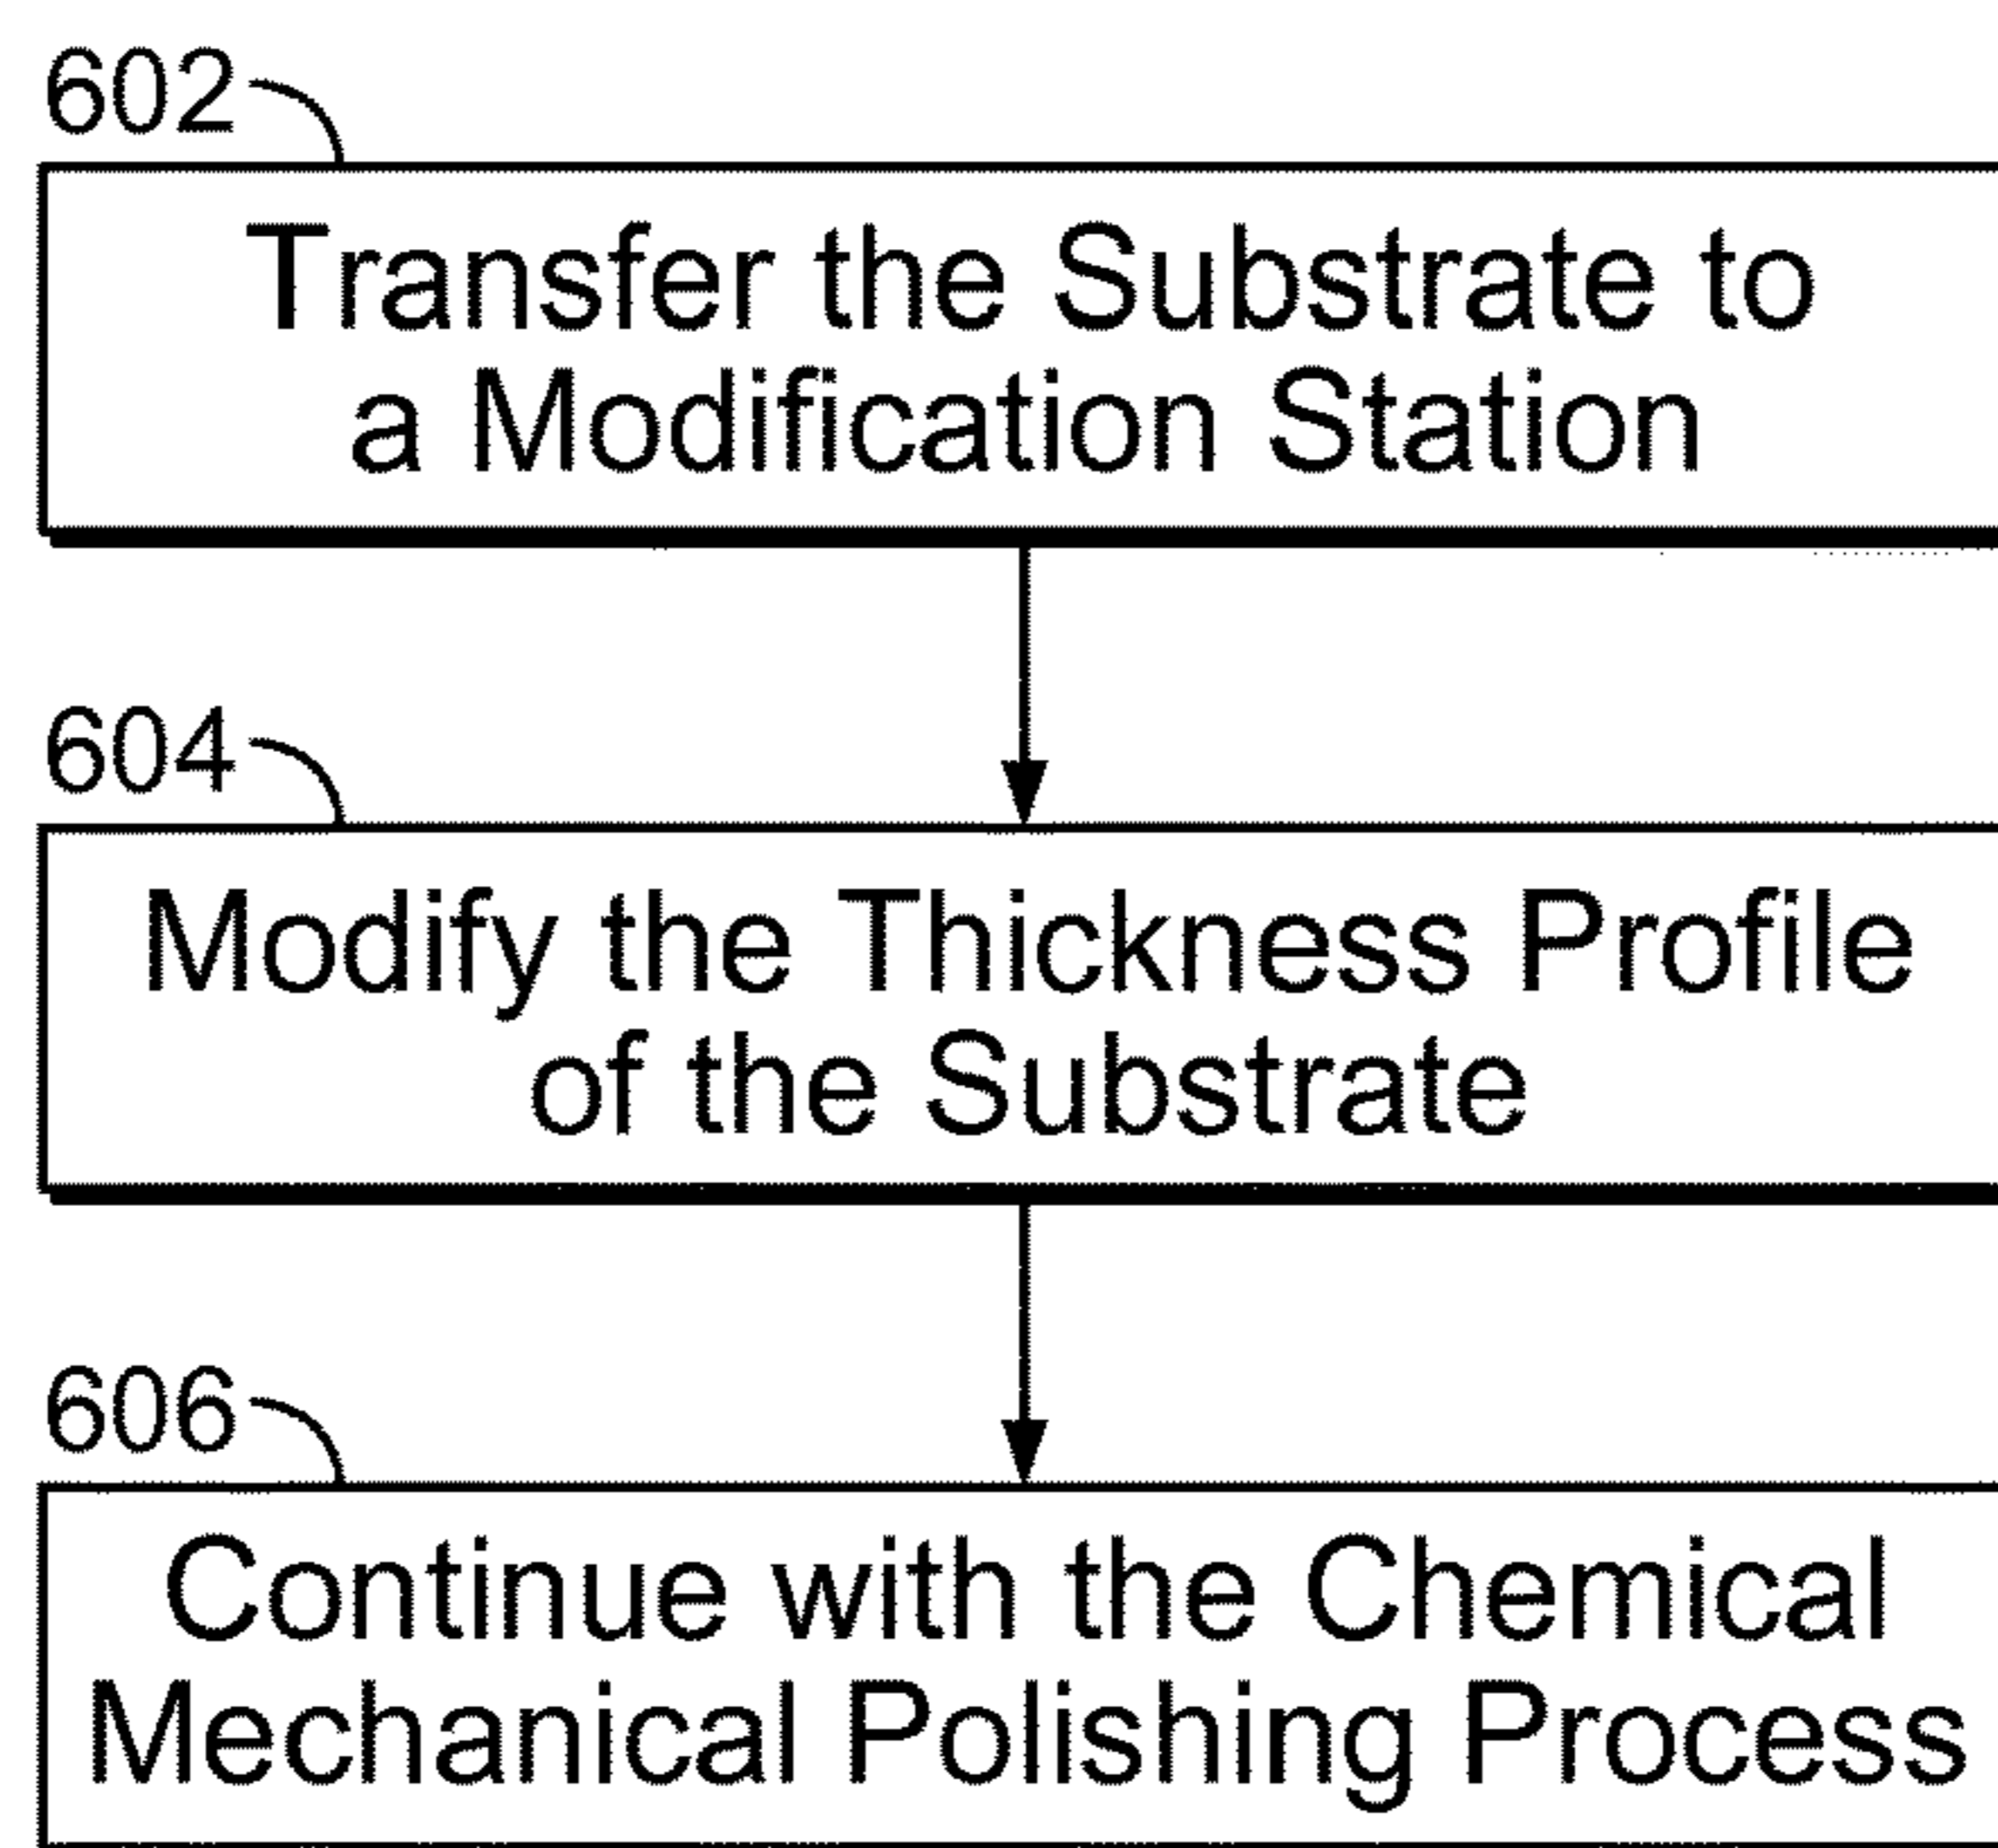 602
Transfer the Substrate to
a Modification Station
604
Modify the Thickness Profile
of the Substrate
606
Continue with the Chemical
Mechanical Polishing Process